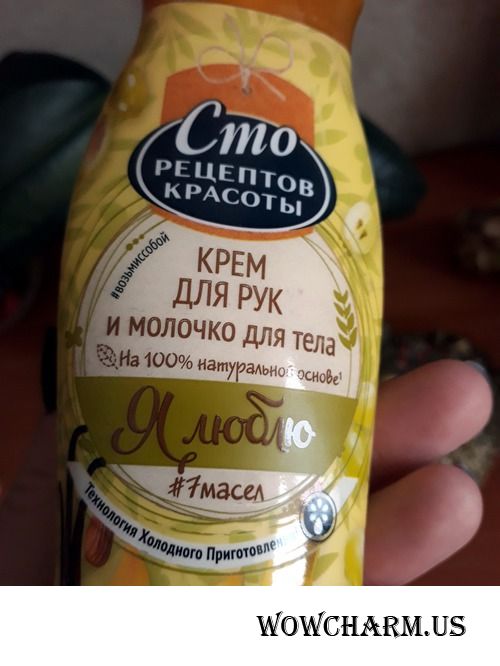 Сто
РЕЦЕПТОВ
КРАСОТЫ
#ВОЗЬМИССОБОЙ
КРЕМ
ДЛЯ РУК
И МОЛОЧКО ДЛЯ ТЕЛА
На 100% натуральной основе¹
Я люблю
#7масел
Технология Холодного Приготовления
WOWCHARM.US